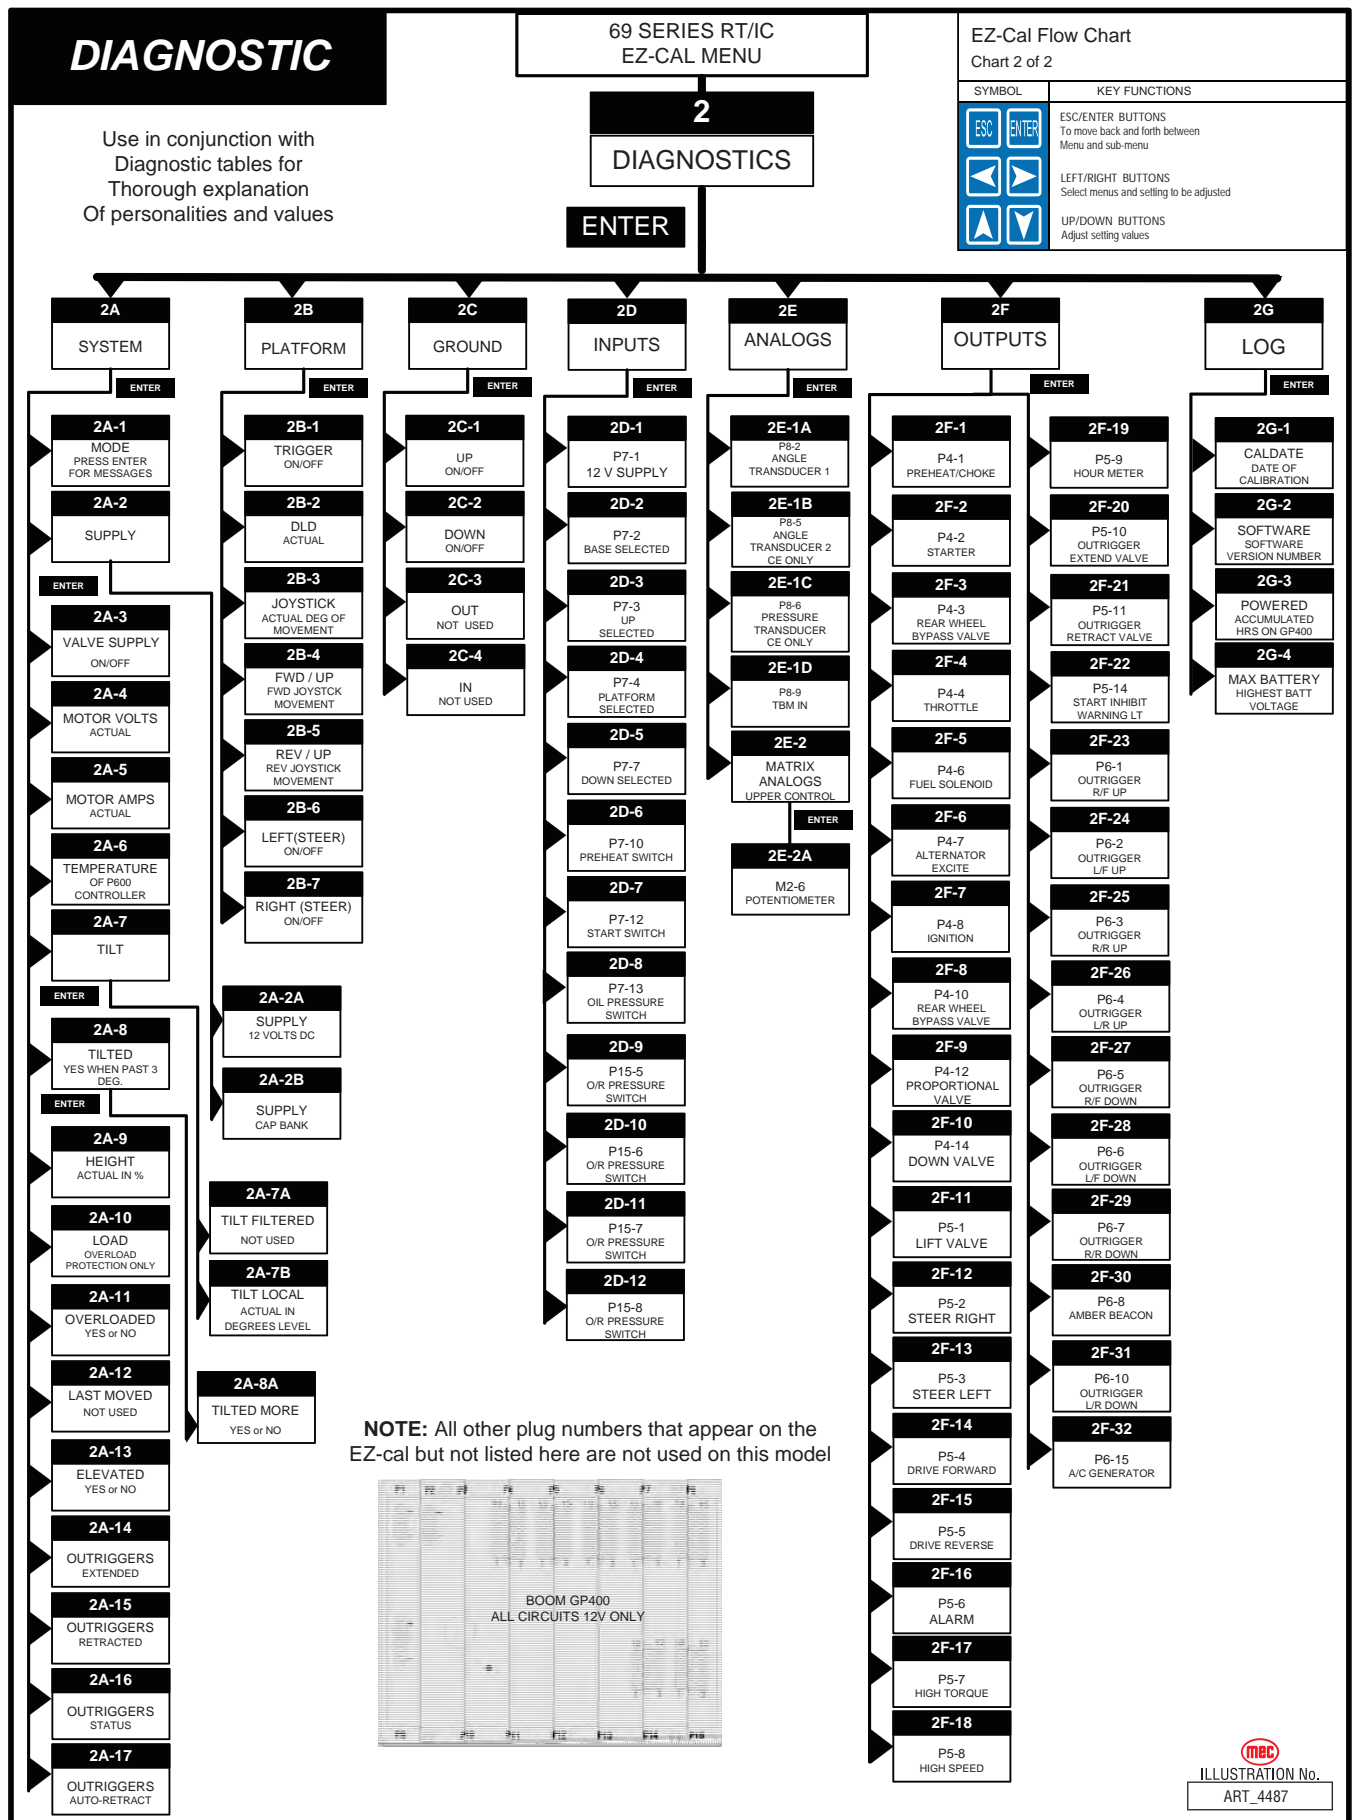 DIAGNOSTIC
Use in conjunction with
Diagnostic tables for
Thorough explanation
Of personalities and values
69 SERIES RT/IC
EZ-CAL MENU
2
DIAGNOSTICS
ENTER
EZ-Cal Flow Chart
Chart 2 of 2
SYMBOL
KEY FUNCTIONS
ESC
ENTER
ESC/ENTER BUTTONS
To move back and forth between
Menu and sub-menu
LEFT/RIGHT BUTTONS
Select menus and setting to be adjusted
UP/DOWN BUTTONS
Adjust setting values
2A
SYSTEM
ENTER
2A-1
MODE
PRESS ENTER
FOR MESSAGES
2A-2
SUPPLY
ENTER
2A-3
VALVE SUPPLY
ON/OFF
2A-4
MOTOR VOLTS
ACTUAL
2A-5
MOTOR AMPS
ACTUAL
2A-6
TEMPERATURE
OF P600
CONTROLLER
2A-7
TILT
ENTER
2A-8
TILTED
YES WHEN PAST 3
DEG.
ENTER
2A-9
HEIGHT
ACTUAL IN %
2A-10
LOAD
OVERLOAD
PROTECTION ONLY
2A-11
OVERLOADED
YES or NO
2A-12
LAST MOVED
NOT USED
2A-13
ELEVATED
YES or NO
2A-14
OUTRIGGERS
EXTENDED
2A-15
OUTRIGGERS
RETRACTED
2A-16
OUTRIGGERS
STATUS
2A-17
OUTRIGGERS
AUTO-RETRACT
2B
PLATFORM
ENTER
2B-1
TRIGGER
ON/OFF
2B-2
DLD
ACTUAL
2B-3
JOYSTICK
ACTUAL DEG OF
MOVEMENT
2B-4
FWD / UP
FWD JOYSTCK
MOVEMENT
2B-5
REV / UP
REV JOYSTICK
MOVEMENT
2B-6
LEFT(STEER)
ON/OFF
2B-7
RIGHT (STEER)
ON/OFF
2A-2A
SUPPLY
12 VOLTS DC
2A-2B
SUPPLY
CAP BANK
2A-7A
TILT FILTERED
NOT USED
2A-7B
TILT LOCAL
ACTUAL IN
DEGREES LEVEL
2A-8A
TILTED MORE
YES or NO
2C
GROUND
ENTER
2C-1
UP
ON/OFF
2C-2
DOWN
ON/OFF
2C-3
OUT
NOT USED
2C-4
IN
NOT USED
2D
INPUTS
ENTER
2D-1
P7-1
12 V SUPPLY
2D-2
P7-2
BASE SELECTED
2D-3
P7-3
UP
SELECTED
2D-4
P7-4
PLATFORM
SELECTED
2D-5
P7-7
DOWN SELECTED
2D-6
P7-10
PREHEAT SWITCH
2D-7
P7-12
START SWITCH
2D-8
P7-13
OIL PRESSURE
SWITCH
2D-9
P15-5
O/R PRESSURE
SWITCH
2D-10
P15-6
O/R PRESSURE
SWITCH
2D-11
P15-7
O/R PRESSURE
SWITCH
2D-12
P15-8
O/R PRESSURE
SWITCH
2E
ANALOGS
ENTER
2E-1A
P8-2
ANGLE
TRANSDUCER 1
2E-1B
P8-5
ANGLE
TRANSDUCER 2
CE ONLY
2E-1C
P8-6
PRESSURE
TRANSDUCER
CE ONLY
2E-1D
P8-9
TBM IN
2E-2
MATRIX
ANALOGS
UPPER CONTROL
ENTER
2E-2A
M2-6
POTENTIOMETER
2F
OUTPUTS
ENTER
2F-1
P4-1
PREHEAT/CHOKE
2F-2
P4-2
STARTER
2F-3
P4-3
REAR WHEEL
BYPASS VALVE
2F-4
P4-4
THROTTLE
2F-5
P4-6
FUEL SOLENOID
2F-6
P4-7
ALTERNATOR
EXCITE
2F-7
P4-8
IGNITION
2F-8
P4-10
REAR WHEEL
BYPASS VALVE
2F-9
P4-12
PROPORTIONAL
VALVE
2F-10
P4-14
DOWN VALVE
2F-11
P5-1
LIFT VALVE
2F-12
P5-2
STEER RIGHT
2F-13
P5-3
STEER LEFT
2F-14
P5-4
DRIVE FORWARD
2F-15
P5-5
DRIVE REVERSE
2F-16
P5-6
ALARM
2F-17
P5-7
HIGH TORQUE
2F-18
P5-8
HIGH SPEED
2F-19
P5-9
HOUR METER
2F-20
P5-10
OUTRIGGER
EXTEND VALVE
2F-21
P5-11
OUTRIGGER
RETRACT VALVE
2F-22
P5-14
START INHIBIT
WARNING LT
2F-23
P6-1
OUTRIGGER
R/F UP
2F-24
P6-2
OUTRIGGER
L/F UP
2F-25
P6-3
OUTRIGGER
R/R UP
2F-26
P6-4
OUTRIGGER
L/R UP
2F-27
P6-5
OUTRIGGER
R/F DOWN
2F-28
P6-6
OUTRIGGER
L/F DOWN
2F-29
P6-7
OUTRIGGER
R/R DOWN
2F-30
P6-8
AMBER BEACON
2F-31
P6-10
OUTRIGGER
L/R DOWN
2F-32
P6-15
A/C GENERATOR
2G
LOG
ENTER
2G-1
CALDATE
DATE OF
CALIBRATION
2G-2
SOFTWARE
SOFTWARE
VERSION NUMBER
2G-3
POWERED
ACCUMULATED
HRS ON GP400
2G-4
MAX BATTERY
HIGHEST BATT
VOLTAGE
NOTE: All other plug numbers that appear on the
EZ-cal but not listed here are not used on this model
BOOM GP400
ALL CIRCUITS 12V ONLY
mec
ILLUSTRATION No.
ART_4487